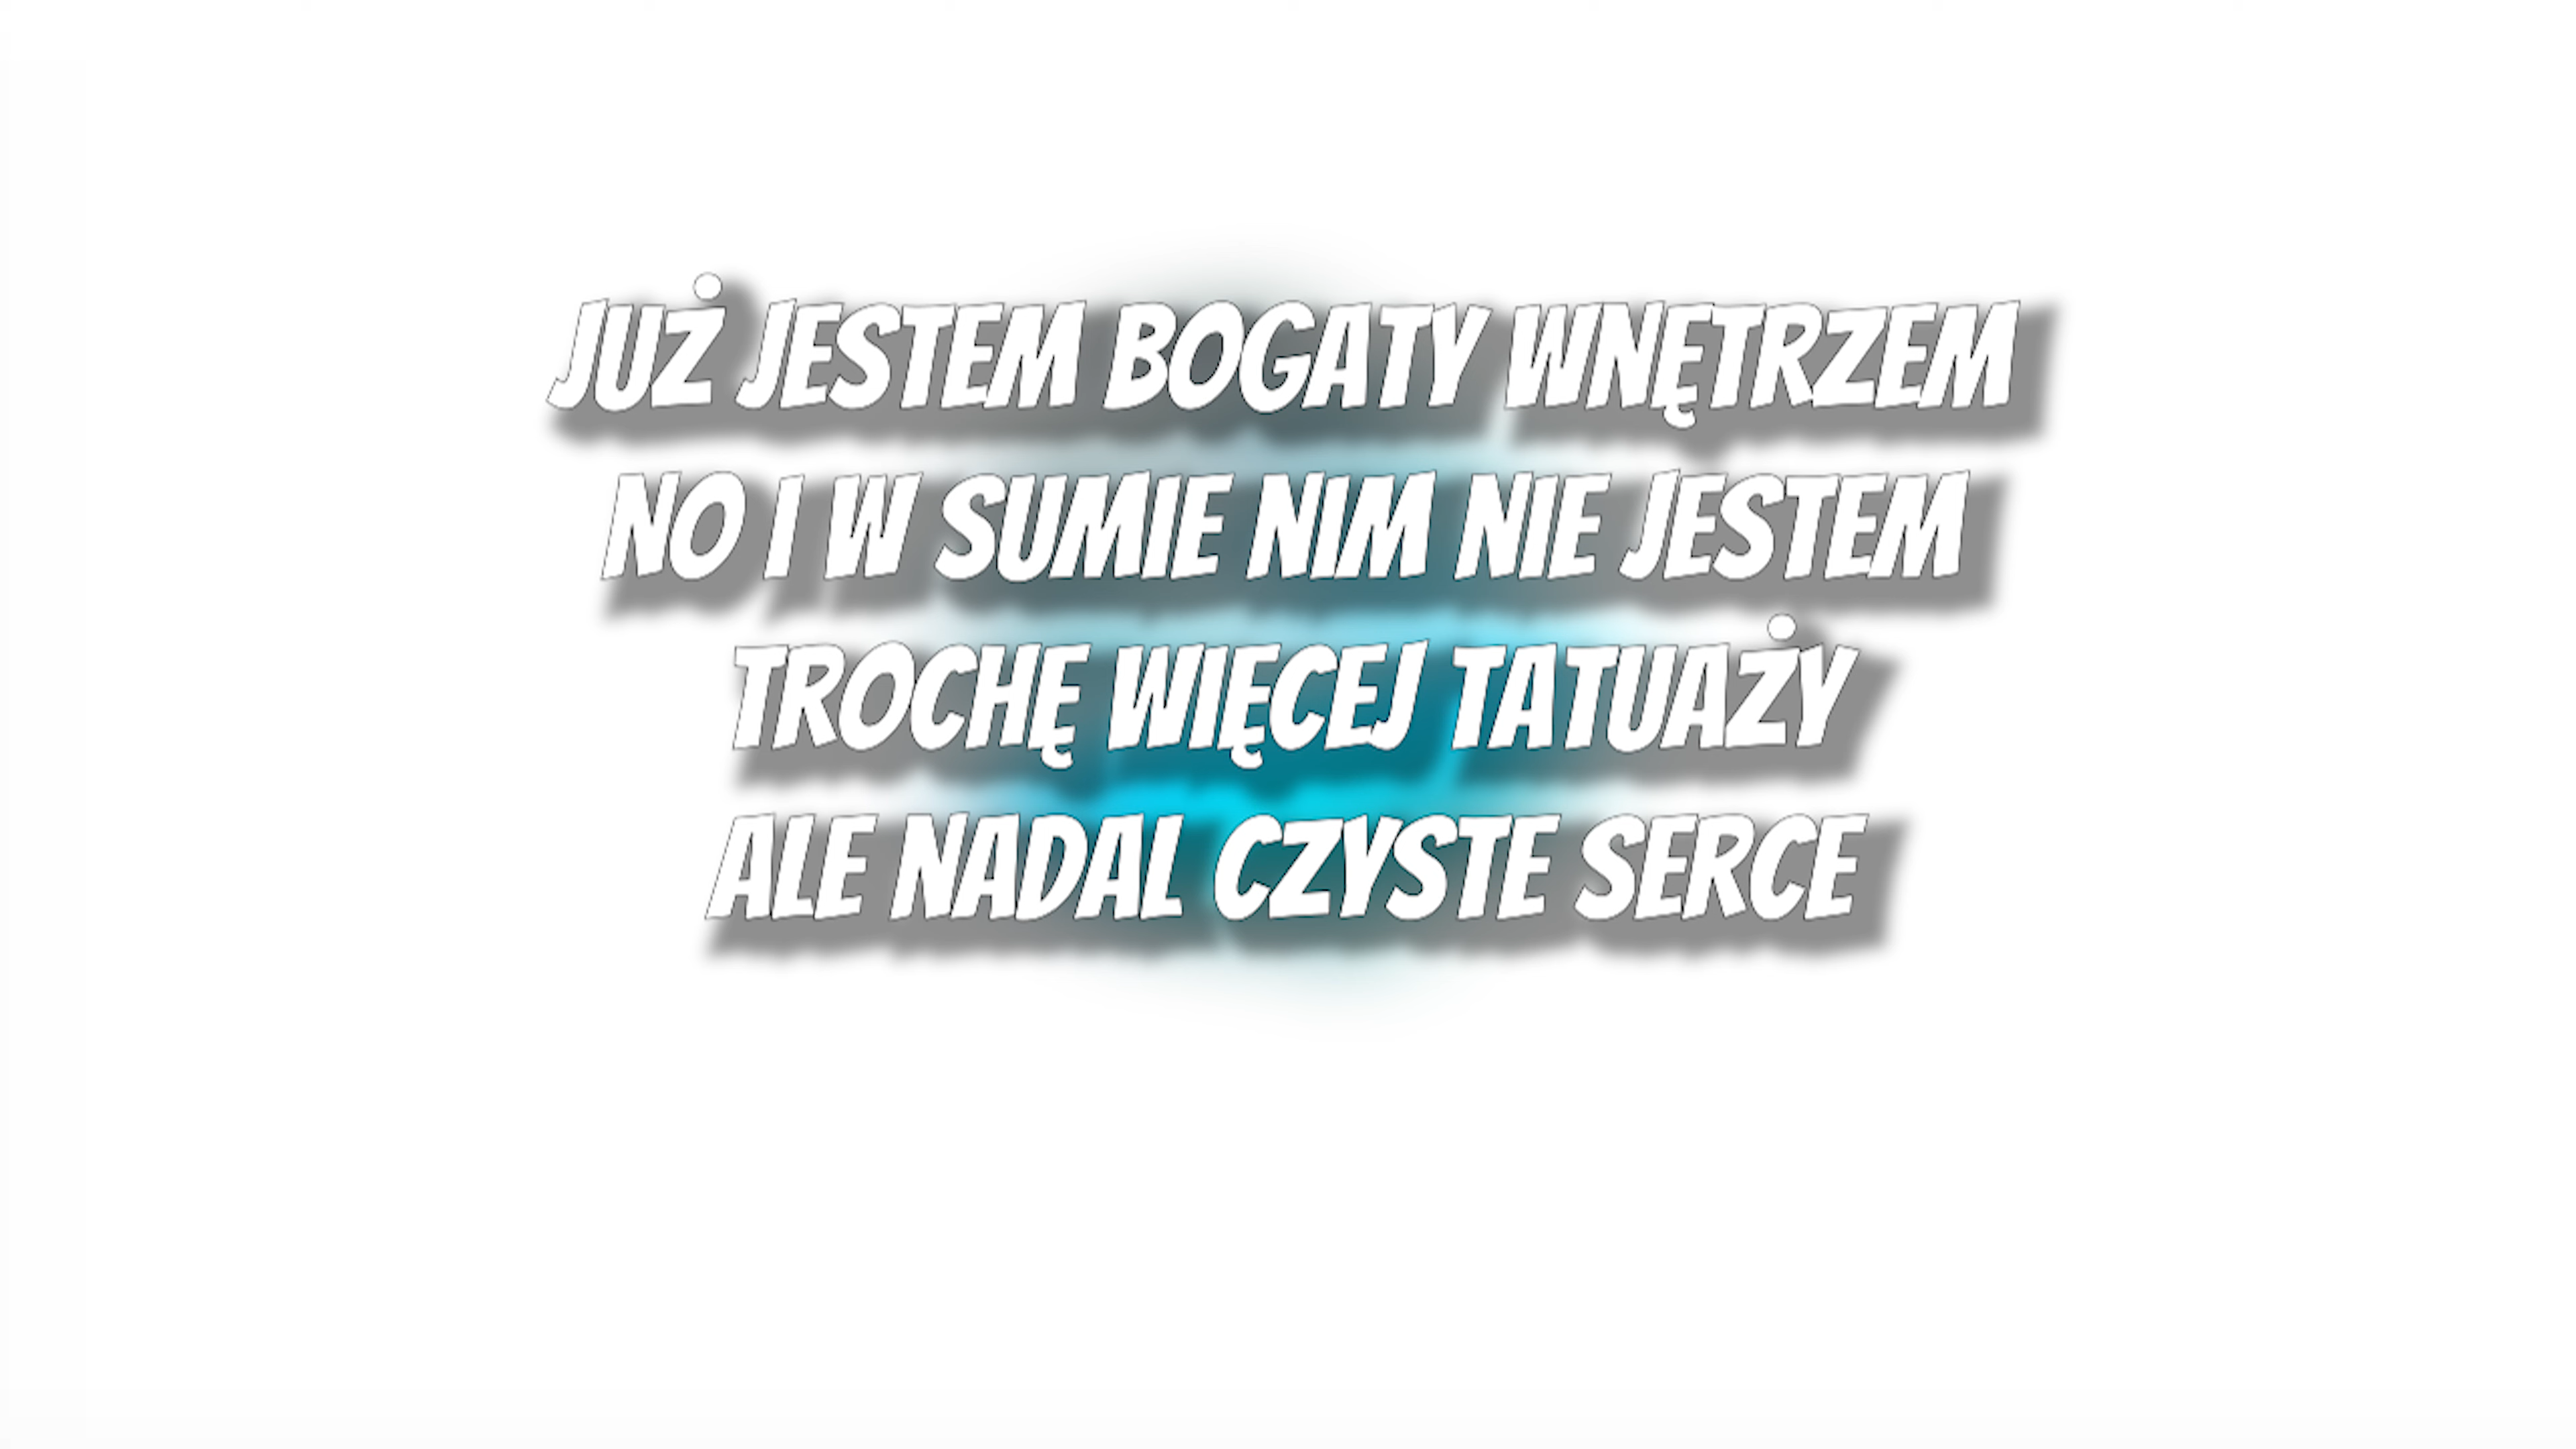 JUŻ JESTEM BOGATY WNĘTRZEM
NO I W SUMIE NIM NIE JESTEM
TROCHĘ WIĘCEJ TATUAŻY
ALE NADAL CZYSTE SERCE